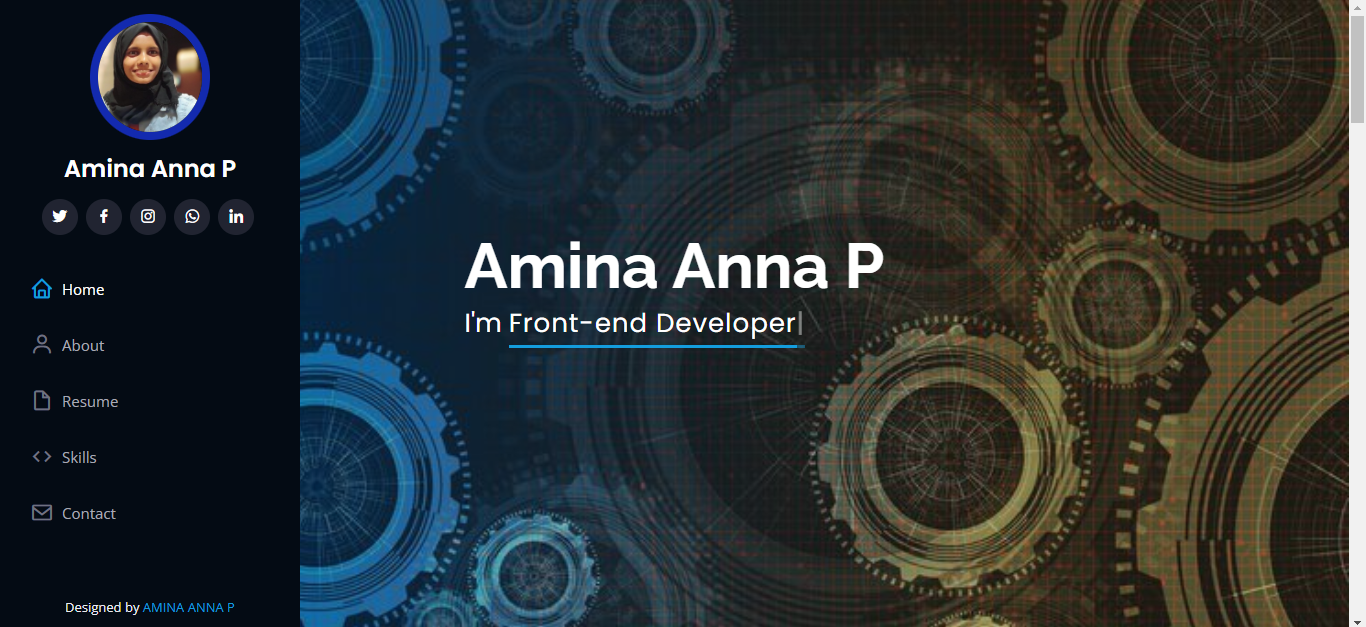 Amina Anna P
Home
About
Resume
Skills
Contact
Designed by AMINA ANNA P
Amina Anna P
I'm Front-end Developer|